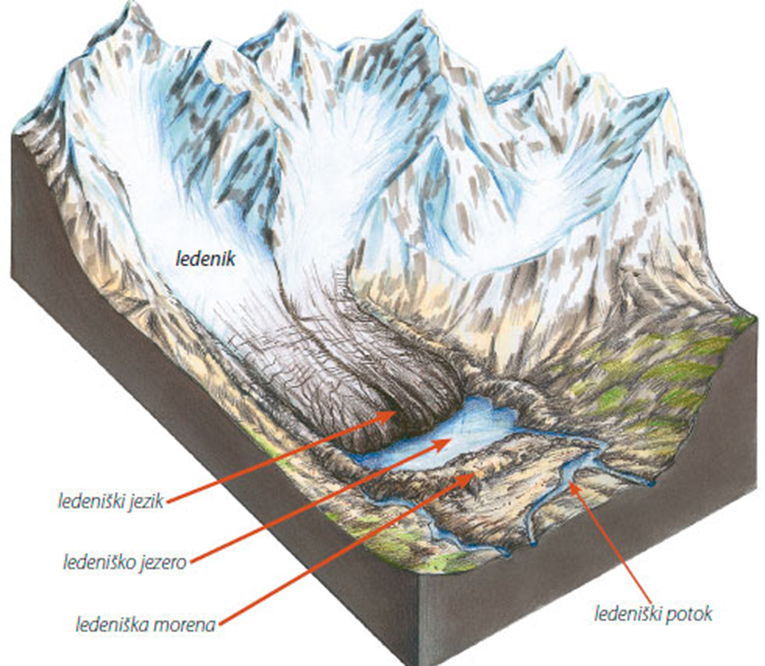 ledenik
ledeniški jezik
ledeniško jezero
ledeniška morena
ledeniški potok